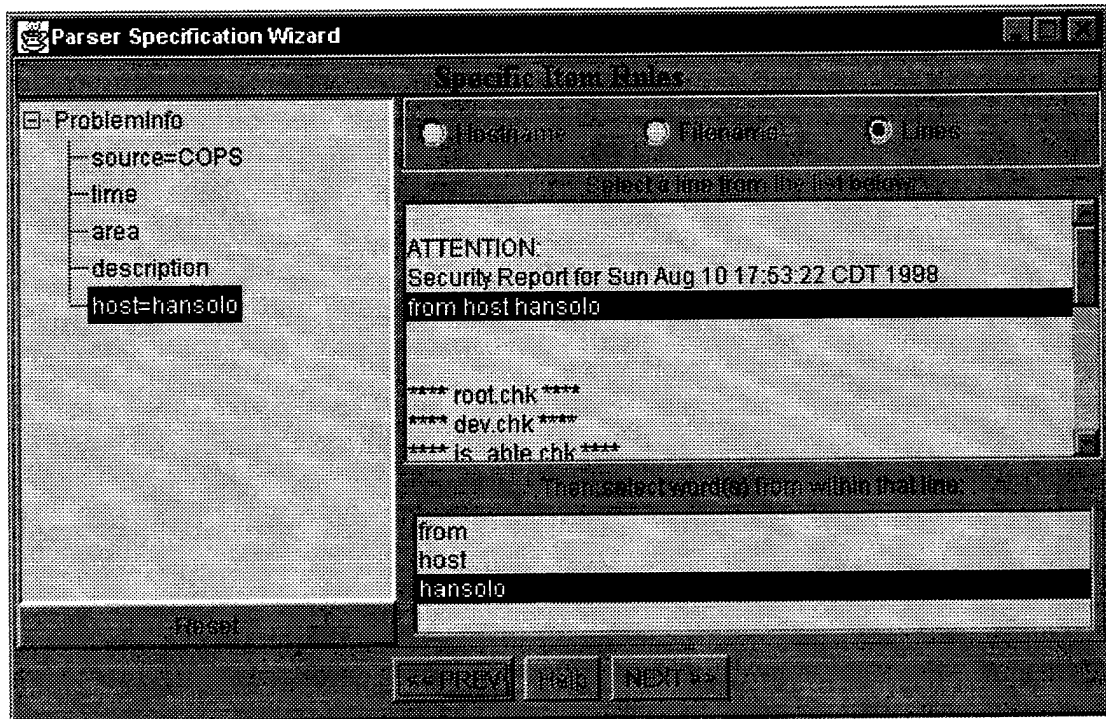 Parser Specification Wizard
Specific Item Rules
ProblemInfo
source=COPS
time
area
description
host=hansolo
Reset
Hostname
Filename
Lines
Select a line from the list below:
ATTENTION:
Security Report for Sun Aug 10 17:53:22 CDT 1998
from host hansolo
**** root.chk ****
**** dev.chk ****
**** is_able.chk ****
Then select word(s) from within that line:
from
host
hansolo
<< PREV
Help
NEXT >>